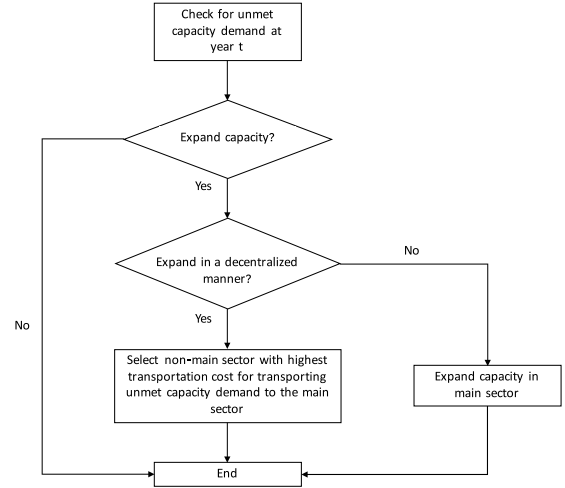 Check for unmet
capacity demand at
year t
Expand capacity?
Yes
Expand in a decentralized
manner?
No
Yes
No
Select non-main sector with highest
transportation cost for transporting
unmet capacity demand to the main
sector
Expand capacity in
main sector
End